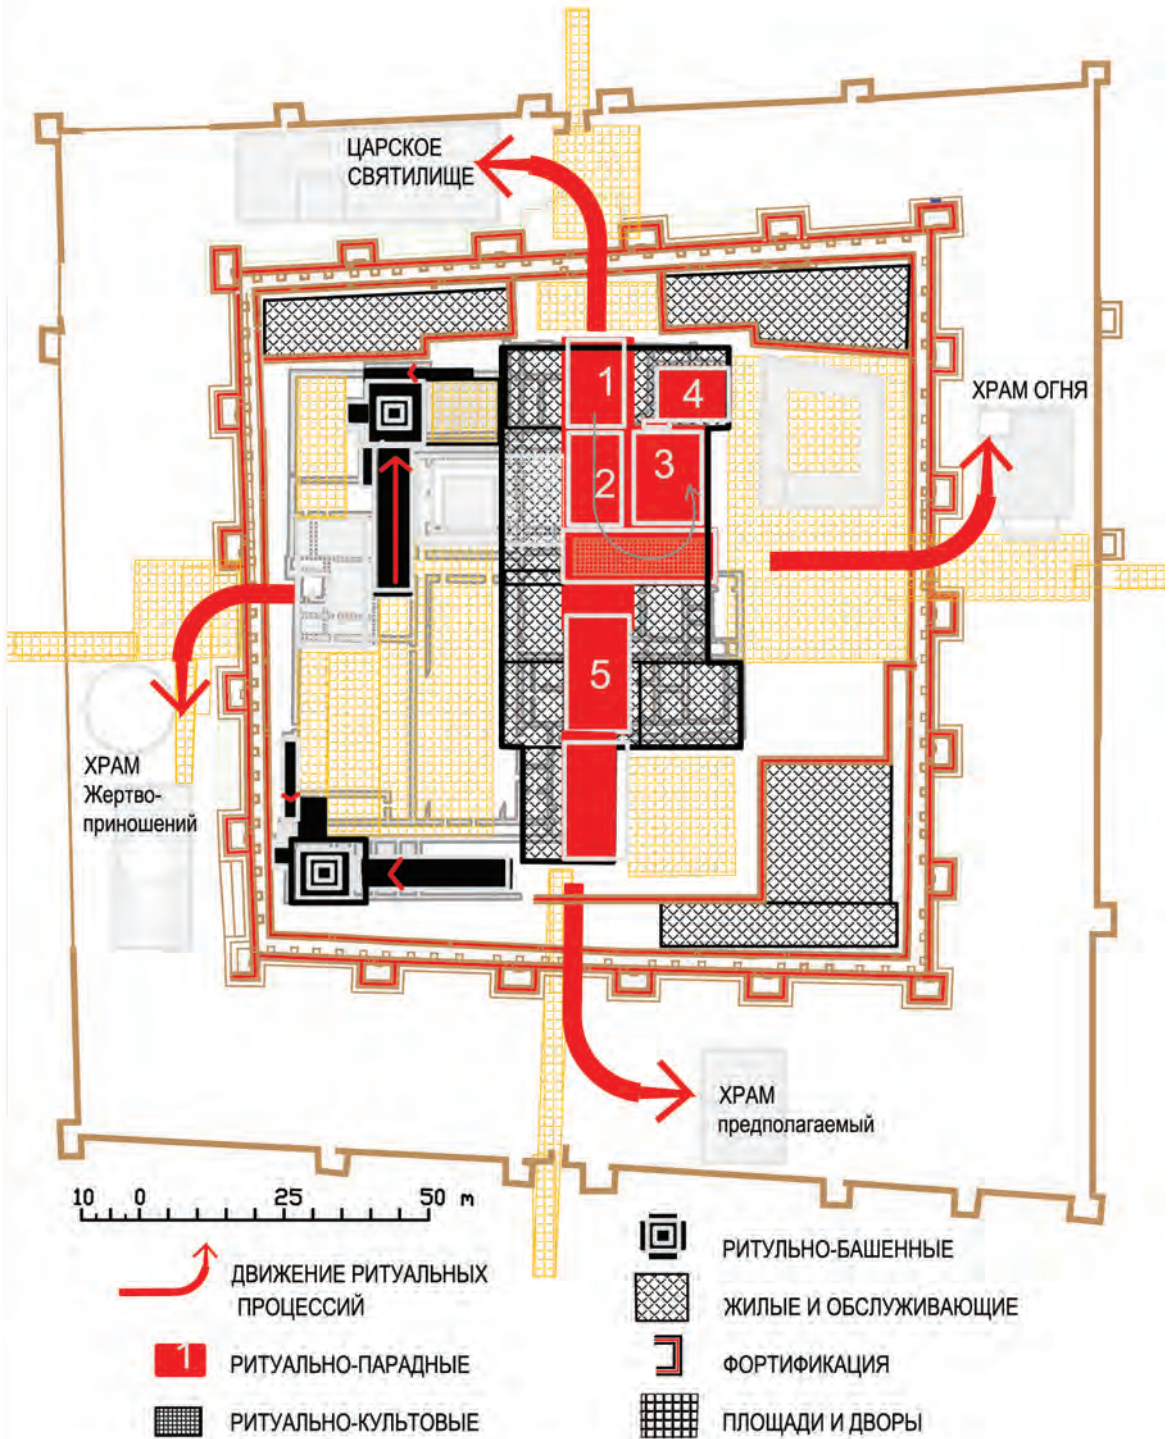 ЦАРСКОЕ
СВЯТИЛИЩЕ
ХРАМ ОГНЯ
1
4
2
3
5
ХРАМ
Жертво-
приношений
ХРАМ
предполагаемый
10 0 25 50 m
ДВИЖЕНИЕ РИТУАЛЬНЫХ
ПРОЦЕССИЙ
1 РИТУАЛЬНО-ПАРАДНЫЕ
РИТУАЛЬНО-КУЛЬТОВЫЕ
РИТУЛЬНО-БАШЕННЫЕ
ЖИЛЫЕ И ОБСЛУЖИВАЮЩИЕ
ФОРТИФИКАЦИЯ
ПЛОЩАДИ И ДВОРЫ